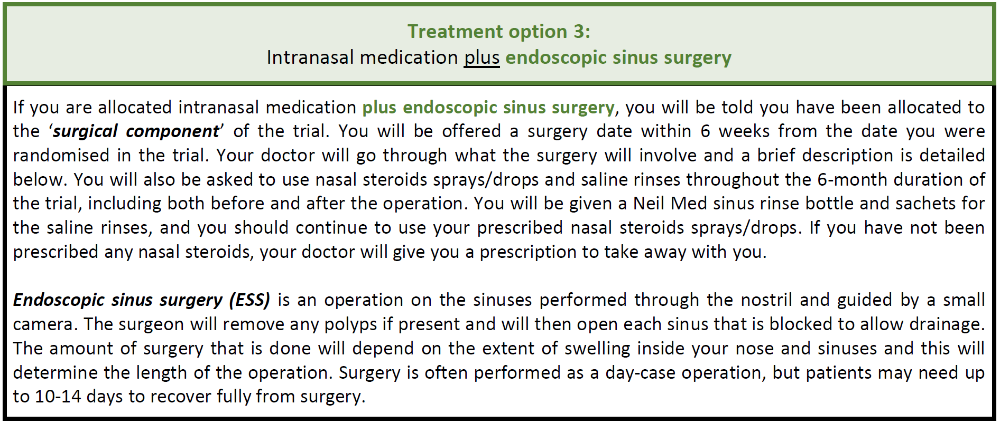 Treatment option 3:
Intranasal medication plus endoscopic sinus surgery
If you are allocated intranasal medication plus endoscopic sinus surgery, you will be told you have been allocated to
the ‘surgical component’ of the trial. You will be offered a surgery date within 6 weeks from the date you were
randomised in the trial. Your doctor will go through what the surgery will involve and a brief description is detailed
below. You will also be asked to use nasal steroids sprays/drops and saline rinses throughout the 6-month duration of
the trial, including both before and after the operation. You will be given a Neil Med sinus rinse bottle and sachets for
the saline rinses, and you should continue to use your prescribed nasal steroids sprays/drops. If you have not been
prescribed any nasal steroids, your doctor will give you a prescription to take away with you.
Endoscopic sinus surgery (ESS) is an operation on the sinuses performed through the nostril and guided by a small
camera. The surgeon will remove any polyps if present and will then open each sinus that is blocked to allow drainage.
The amount of surgery that is done will depend on the extent of swelling inside your nose and sinuses and this will
determine the length of the operation. Surgery is often performed as a day-case operation, but patients may need up
to 10-14 days to recover fully from surgery.